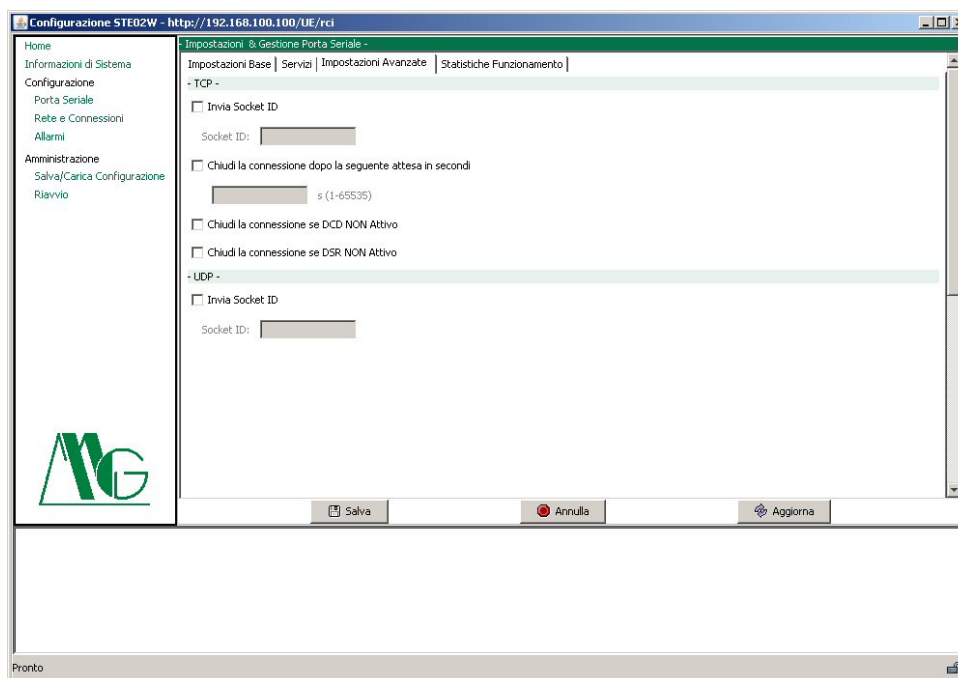 Configurazione STE02W - http://192.168.100.100/UE/rci
Home
Informazioni di Sistema
Configurazione
Porta Seriale
Rete e Connessioni
Allarmi
Amministrazione
Salva/Carica Configurazione
Riavvio
MG
- Impostazioni & Gestione Porta Seriale -
Impostazioni Base | Servizi | Impostazioni Avanzate | Statistiche Funzionamento |
- TCP -
Invia Socket ID
Socket ID:
Chiudi la connessione dopo la seguente attesa in secondi
s (1-65535)
Chiudi la connessione se DCD NON Attivo
Chiudi la connessione se DSR NON Attivo
- UDP -
Invia Socket ID
Socket ID:
Salva Annulla Aggiorna
Pronto